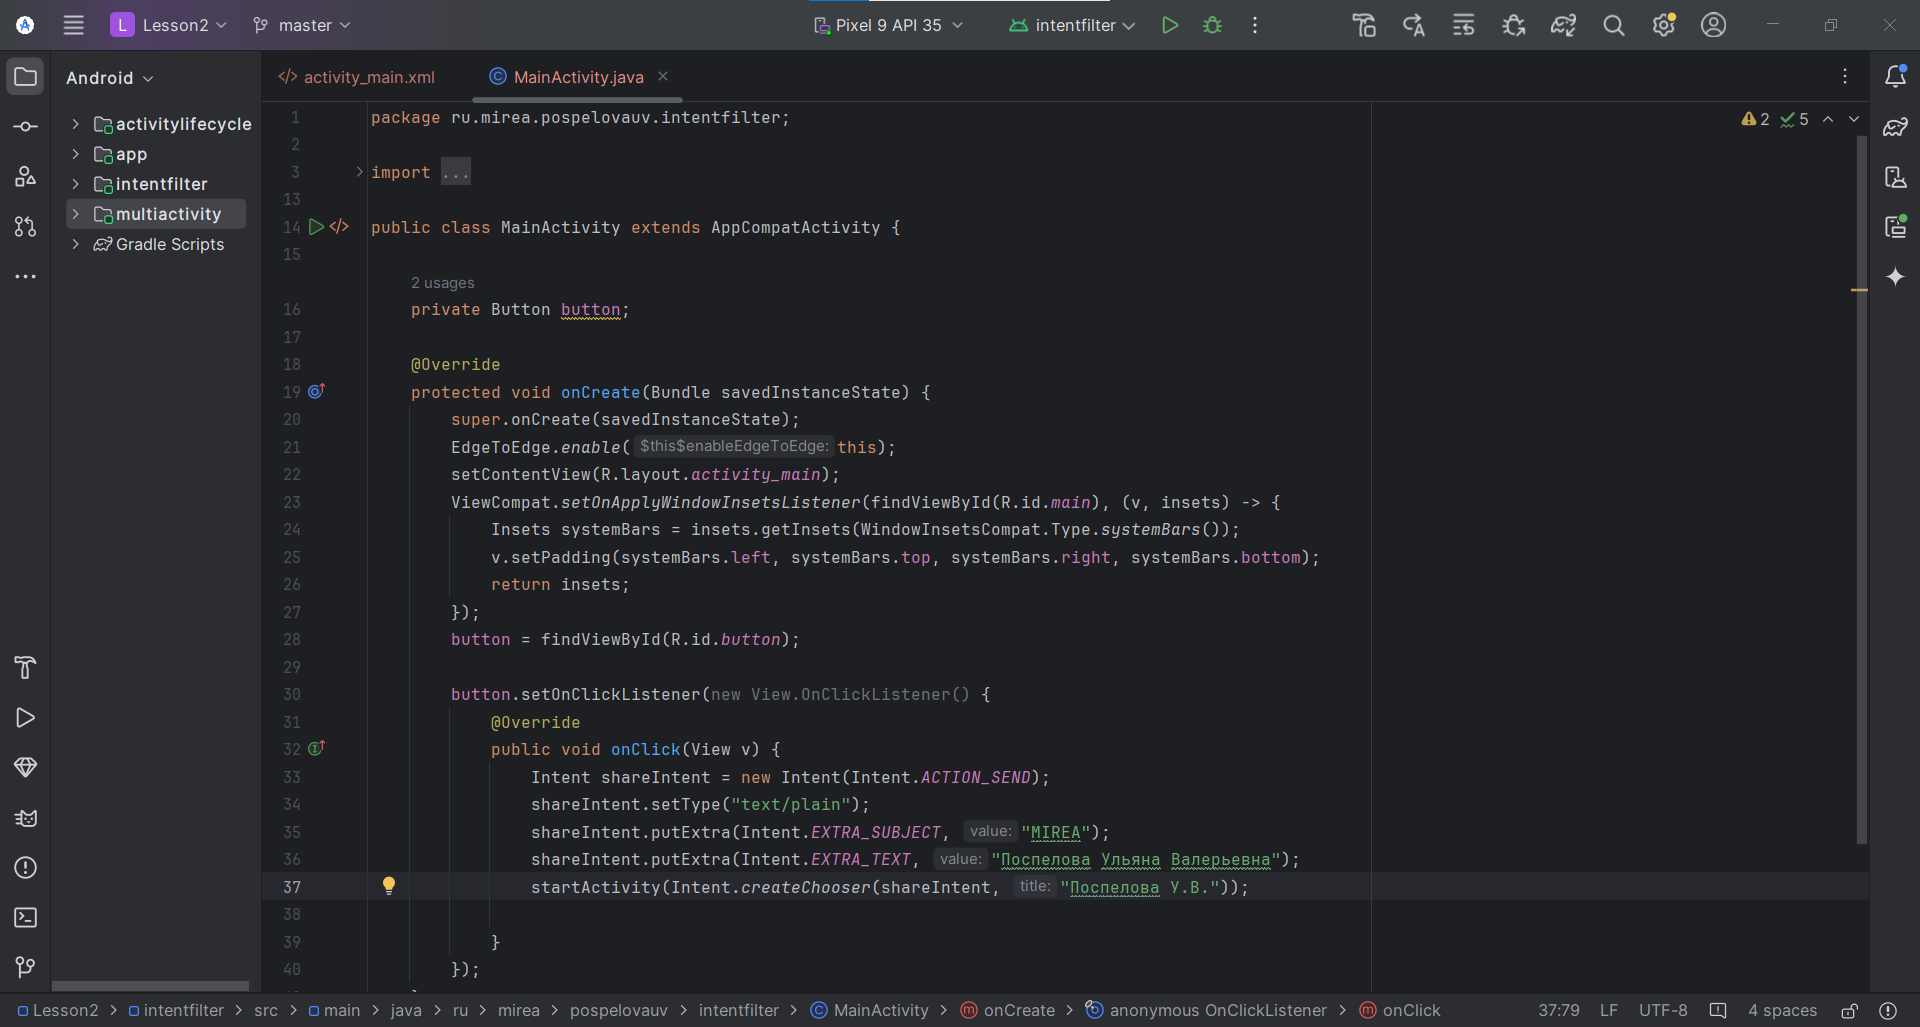 L Lesson2 master Pixel 9 API 35 intentfilter
Android
activitylifecycle
app
intentfilter
multiactivity
Gradle Scripts
activity_main.xml MainActivity.java
2 5
1 package ru.mirea.pospelovauv.intentfilter;
2
3 import ...
13
14 public class MainActivity extends AppCompatActivity {
15
2 usages
16 private Button button;
17
18 @Override
19 protected void onCreate(Bundle savedInstanceState) {
20 super.onCreate(savedInstanceState);
21 EdgeToEdge.enable( $this$enableEdgeToEdge: this);
22 setContentView(R.layout.activity_main);
23 ViewCompat.setOnApplyWindowInsetsListener(findViewById(R.id.main), (v, insets) -> {
24 Insets systemBars = insets.getInsets(WindowInsetsCompat.Type.systemBars());
25 v.setPadding(systemBars.left, systemBars.top, systemBars.right, systemBars.bottom);
26 return insets;
27 });
28 button = findViewById(R.id.button);
29
30 button.setOnClickListener(new View.OnClickListener() {
31 @Override
32 public void onClick(View v) {
33 Intent shareIntent = new Intent(Intent.ACTION_SEND);
34 shareIntent.setType("text/plain");
35 shareIntent.putExtra(Intent.EXTRA_SUBJECT, value: "MIREA");
36 shareIntent.putExtra(Intent.EXTRA_TEXT, value: "Поспелова Ульяна Валерьевна");
37 startActivity(Intent.createChooser(shareIntent, title: "Поспелова У.В."));
38
39 }
40 });
Lesson2 > intentfilter > src > main > java > ru > mirea > pospelovauv > intentfilter > MainActivity > onCreate > anonymous OnClickListener > onClick 37:79 LF UTF-8 4 spaces